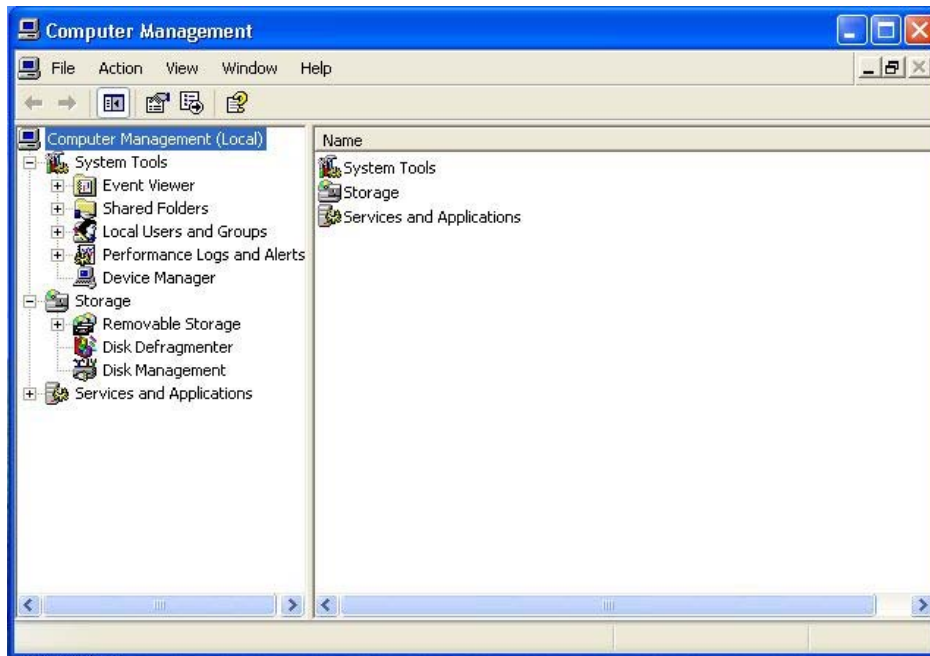 Computer Management
File Action View Window Help
Computer Management (Local)
System Tools
Event Viewer
Shared Folders
Local Users and Groups
Performance Logs and Alerts
Device Manager
Storage
Removable Storage
Disk Defragmenter
Disk Management
Services and Applications
Name
System Tools
Storage
Services and Applications